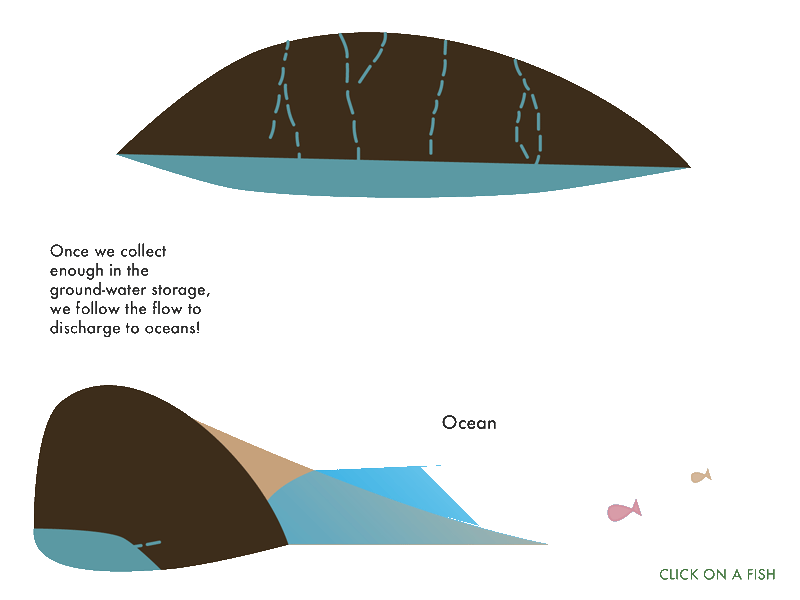 Once we collect
enough in the
ground-water storage,
we follow the flow to
discharge to oceans!
Ocean
CLICK ON A FISH